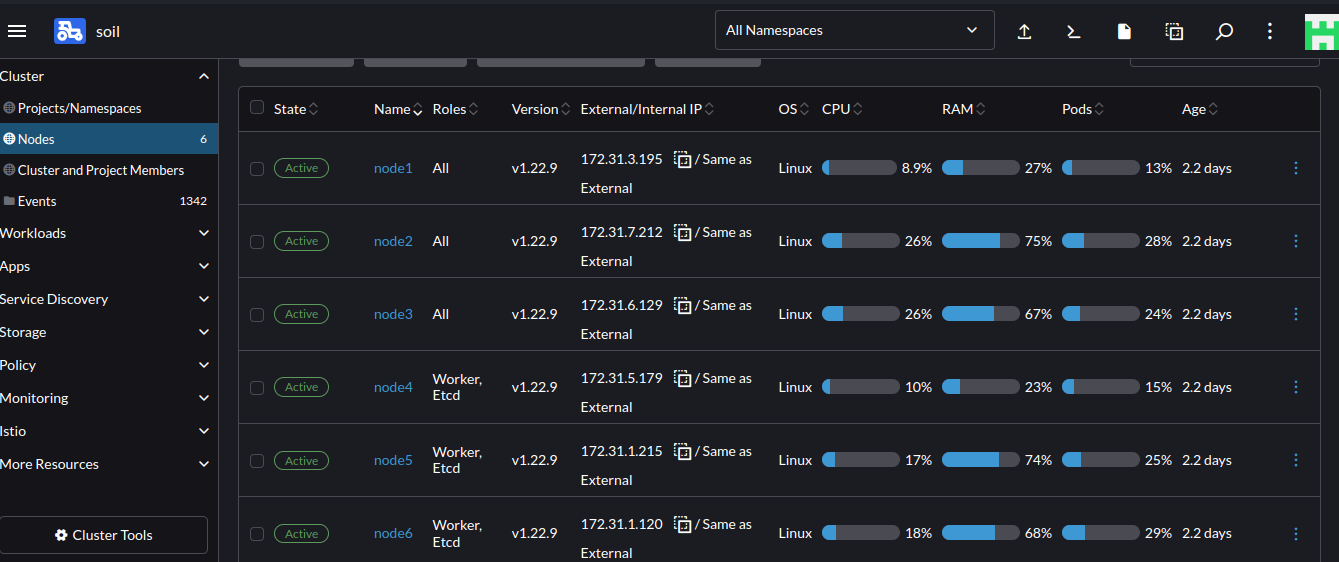 soil
All Namespaces
Cluster
Projects/Namespaces
Nodes 6
Cluster and Project Members
Events 1342
Workloads
Apps
Service Discovery
Storage
Policy
Monitoring
Istio
More Resources
Cluster Tools
State Name Roles Version External/Internal IP OS CPU RAM Pods Age
Active node1 All v1.22.9 172.31.3.195 / Same as Linux 8.9% 27% 13% 2.2 days
External
Active node2 All v1.22.9 172.31.7.212 / Same as Linux 26% 75% 28% 2.2 days
External
Active node3 All v1.22.9 172.31.6.129 / Same as Linux 26% 67% 24% 2.2 days
External
Active node4 Worker, v1.22.9 172.31.5.179 / Same as Linux 10% 23% 15% 2.2 days
Etcd External
Active node5 Worker, v1.22.9 172.31.1.215 / Same as Linux 17% 74% 25% 2.2 days
Etcd External
Active node6 Worker, v1.22.9 172.31.1.120 / Same as Linux 18% 68% 29% 2.2 days
Etcd External